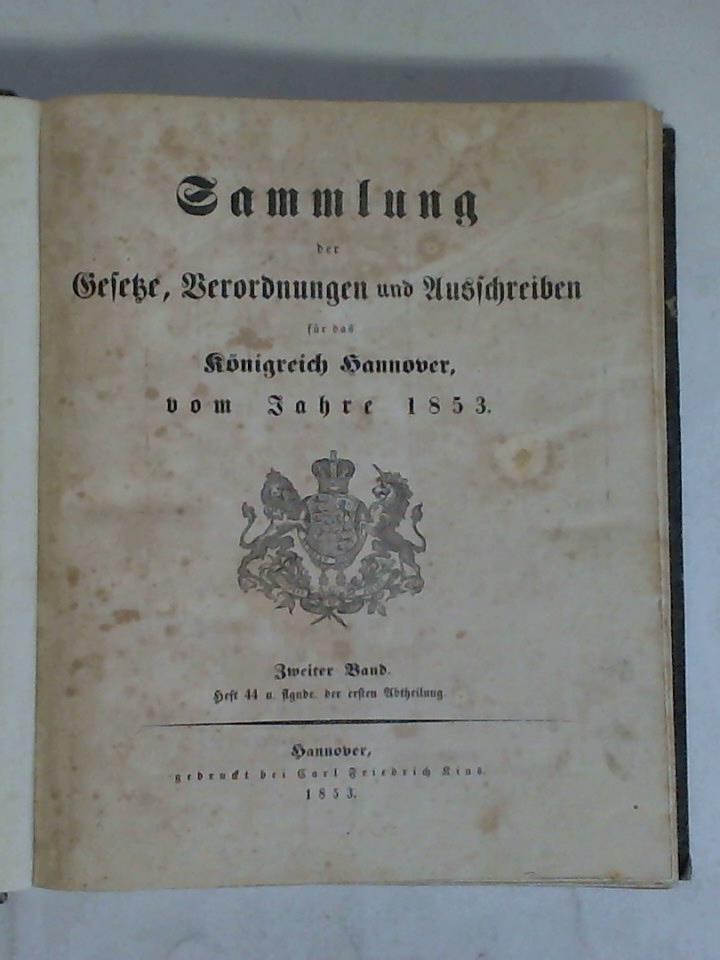 Sammlung
der
Gesetze, Verordnungen und Ausschreiben
für das
Königreich Hannover,
vom Jahre 1853.
Zweiter Band.
Heft 44 u. flgnde. der ersten Abtheilung
Hannover,
gedruckt bei Carl Friedrich Kius.
1853.